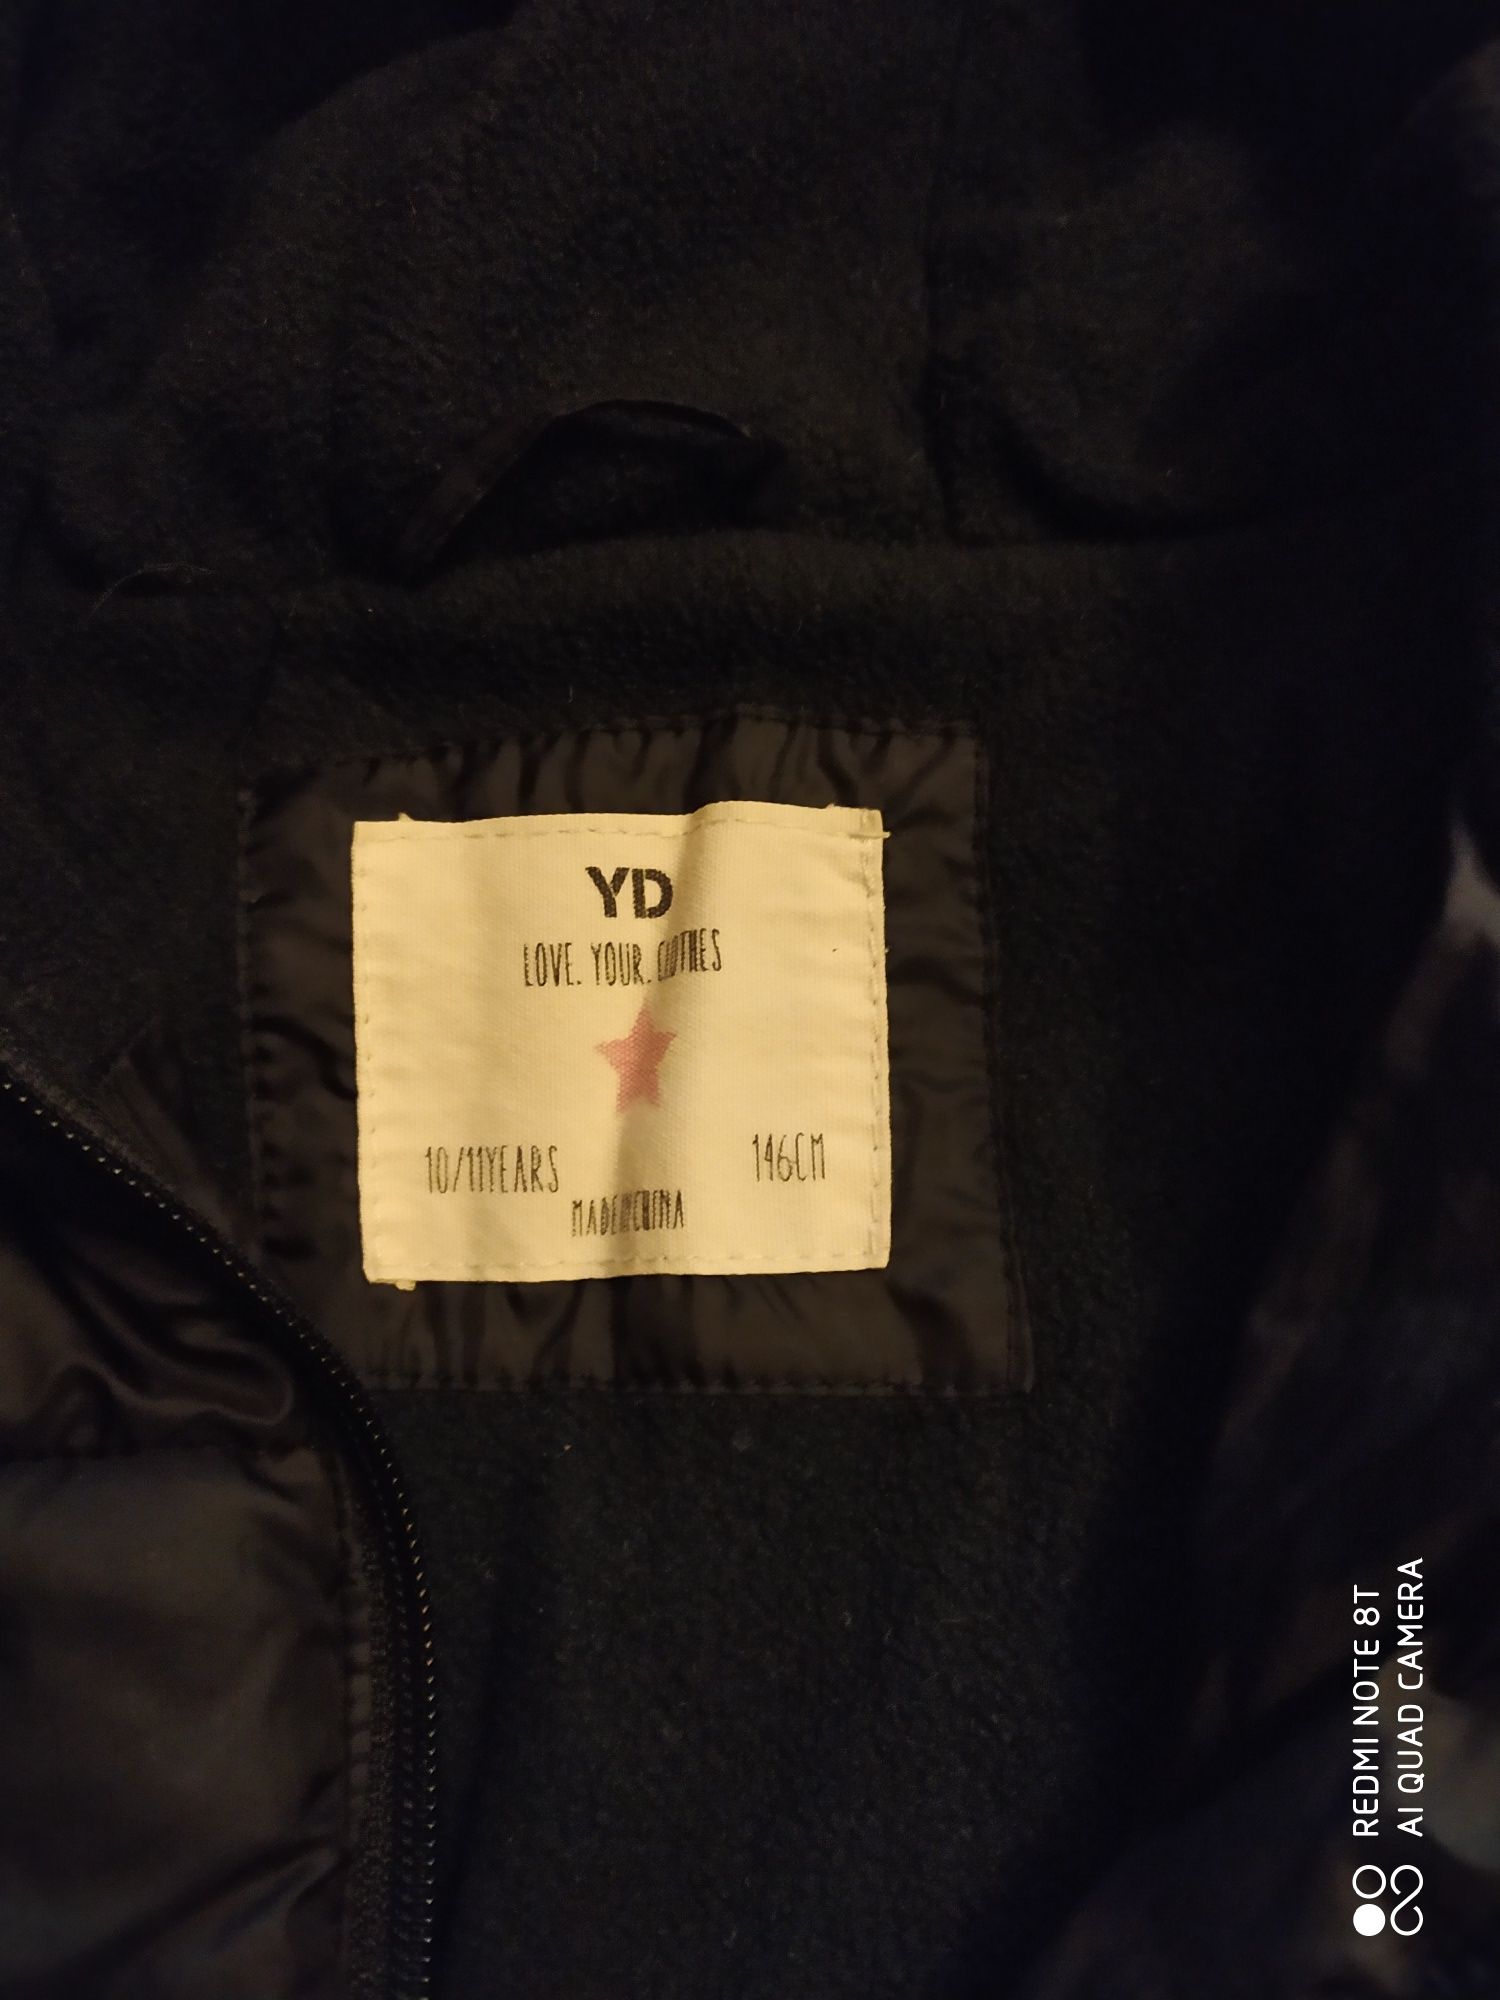 YD
LOVE. YOUR. CLOTHES
10/11YEARS
146CM
MADE IN CHINA
REDMI NOTE 8T
AI QUAD CAMERA